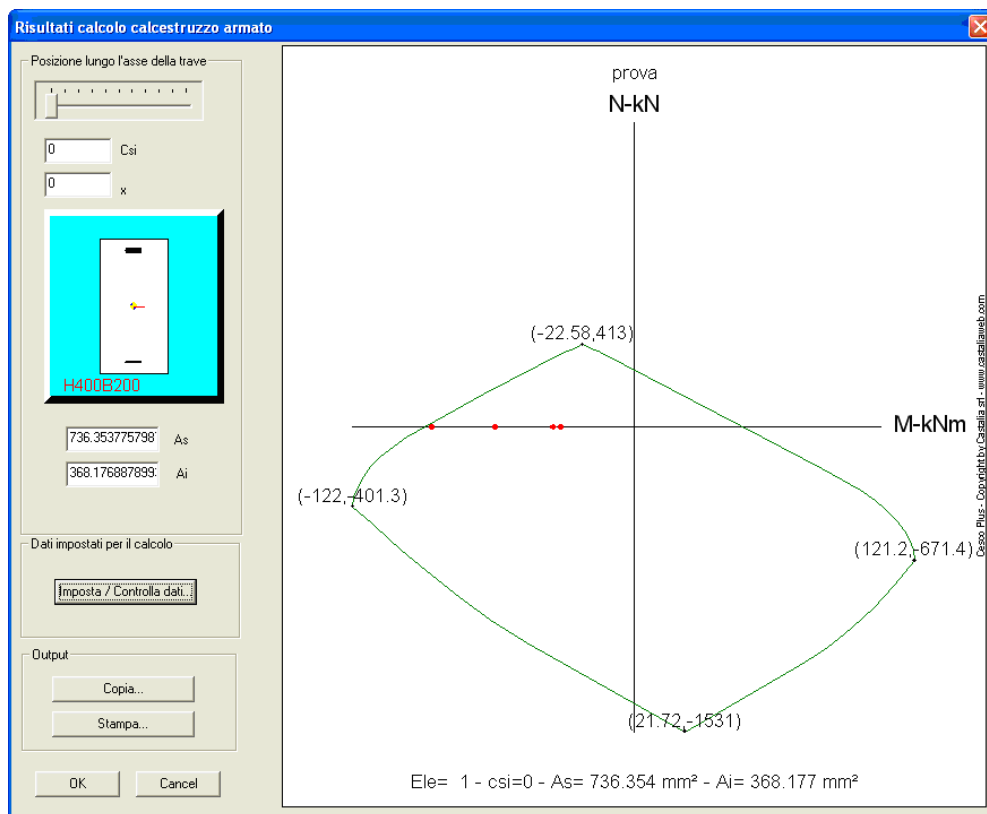 Risultati calcolo calcestruzzo armato
Posizione lungo l'asse della trave
0 Csi
0 x
H400B200
736.353775798 As
368.176887899 Ai
Dati impostati per il calcolo
Imposta / Controlla dati...
Output
Copia...
Stampa...
OK Cancel
prova
N-kN
(-22.58,413)
M-kNm
(-122,-401.3)
(121.2,-671.4)
(21.72,-1531)
Ele= 1 - csi=0 - As= 736.354 mm² - Ai= 368.177 mm²
Cesco Plus - Copyright by Castalia srl - www.castaliaweb.com